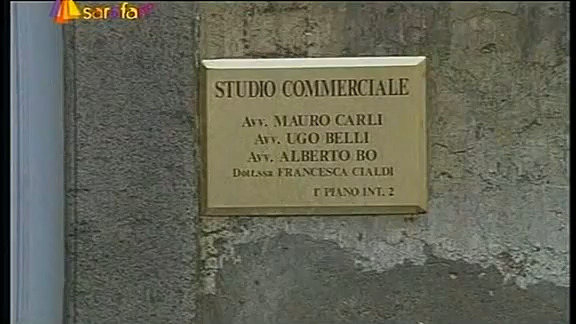 sarafan
STUDIO COMMERCIALE
Avv. MAURO CARLI
Avv. UGO BELLI
Avv. ALBERTO BO
Dott.ssa FRANCESCA CIALDI
1° PIANO INT. 2